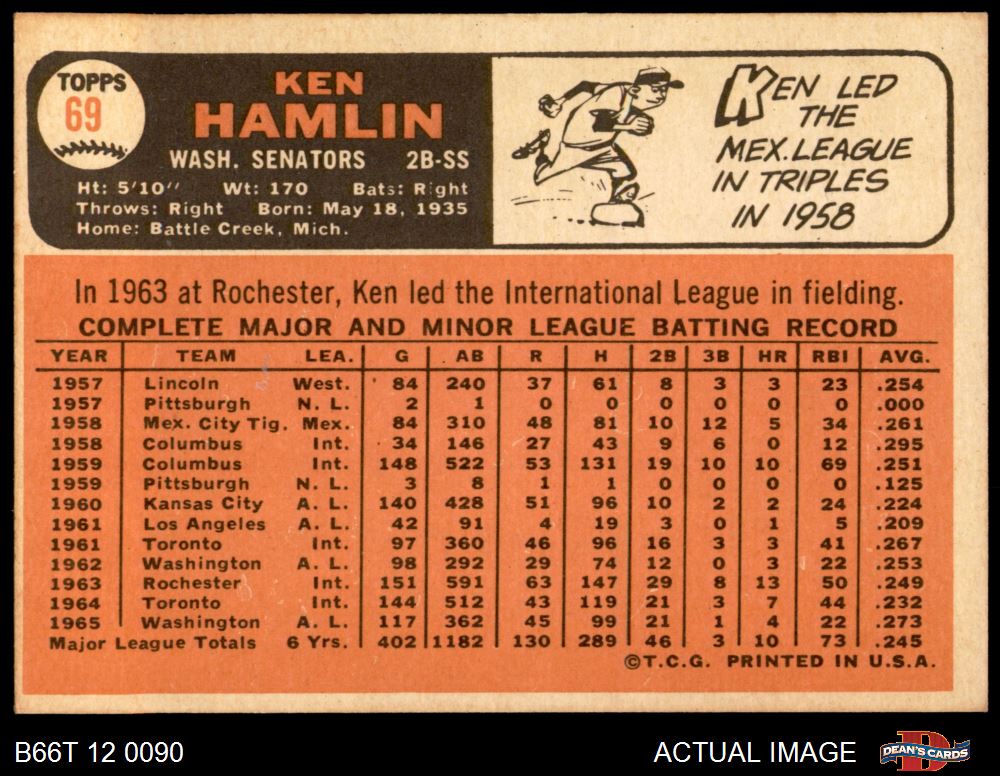 TOPPS
69
KEN
HAMLIN
WASH. SENATORS 2B-SS
Ht: 5'10" Wt: 170 Bats: Right
Throws: Right Born: May 18, 1935
Home: Battle Creek, Mich.
KEN LED
THE
MEX. LEAGUE
IN TRIPLES
IN 1958
In 1963 at Rochester, Ken led the International League in fielding.
COMPLETE MAJOR AND MINOR LEAGUE BATTING RECORD
YEAR TEAM LEA. G AB R H 2B 3B HR RBI AVG.
1957 Lincoln West. 84 240 37 61 8 3 3 23 .254
1957 Pittsburgh N. L. 2 1 0 0 0 0 0 0 .000
1958 Mex. City Tig. Mex. 84 310 48 81 10 12 5 34 .261
1958 Columbus Int. 34 146 27 43 9 6 0 12 .295
1959 Columbus Int. 148 522 53 131 19 10 10 69 .251
1959 Pittsburgh N. L. 3 8 1 1 0 0 0 0 .125
1960 Kansas City A. L. 140 428 51 96 10 2 2 24 .224
1961 Los Angeles A. L. 42 91 4 19 3 0 1 5 .209
1961 Toronto Int. 97 360 46 96 16 3 3 41 .267
1962 Washington A. L. 98 292 29 74 12 0 3 22 .253
1963 Rochester Int. 151 591 63 147 29 8 13 50 .249
1964 Toronto Int. 144 512 43 119 21 3 7 44 .232
1965 Washington A. L. 117 362 45 99 21 1 4 22 .273
Major League Totals 6 Yrs. 402 1182 130 289 46 3 10 73 .245
©T.C.G. PRINTED IN U.S.A.
B66T 12 0090 ACTUAL IMAGE DEAN'S CARDS